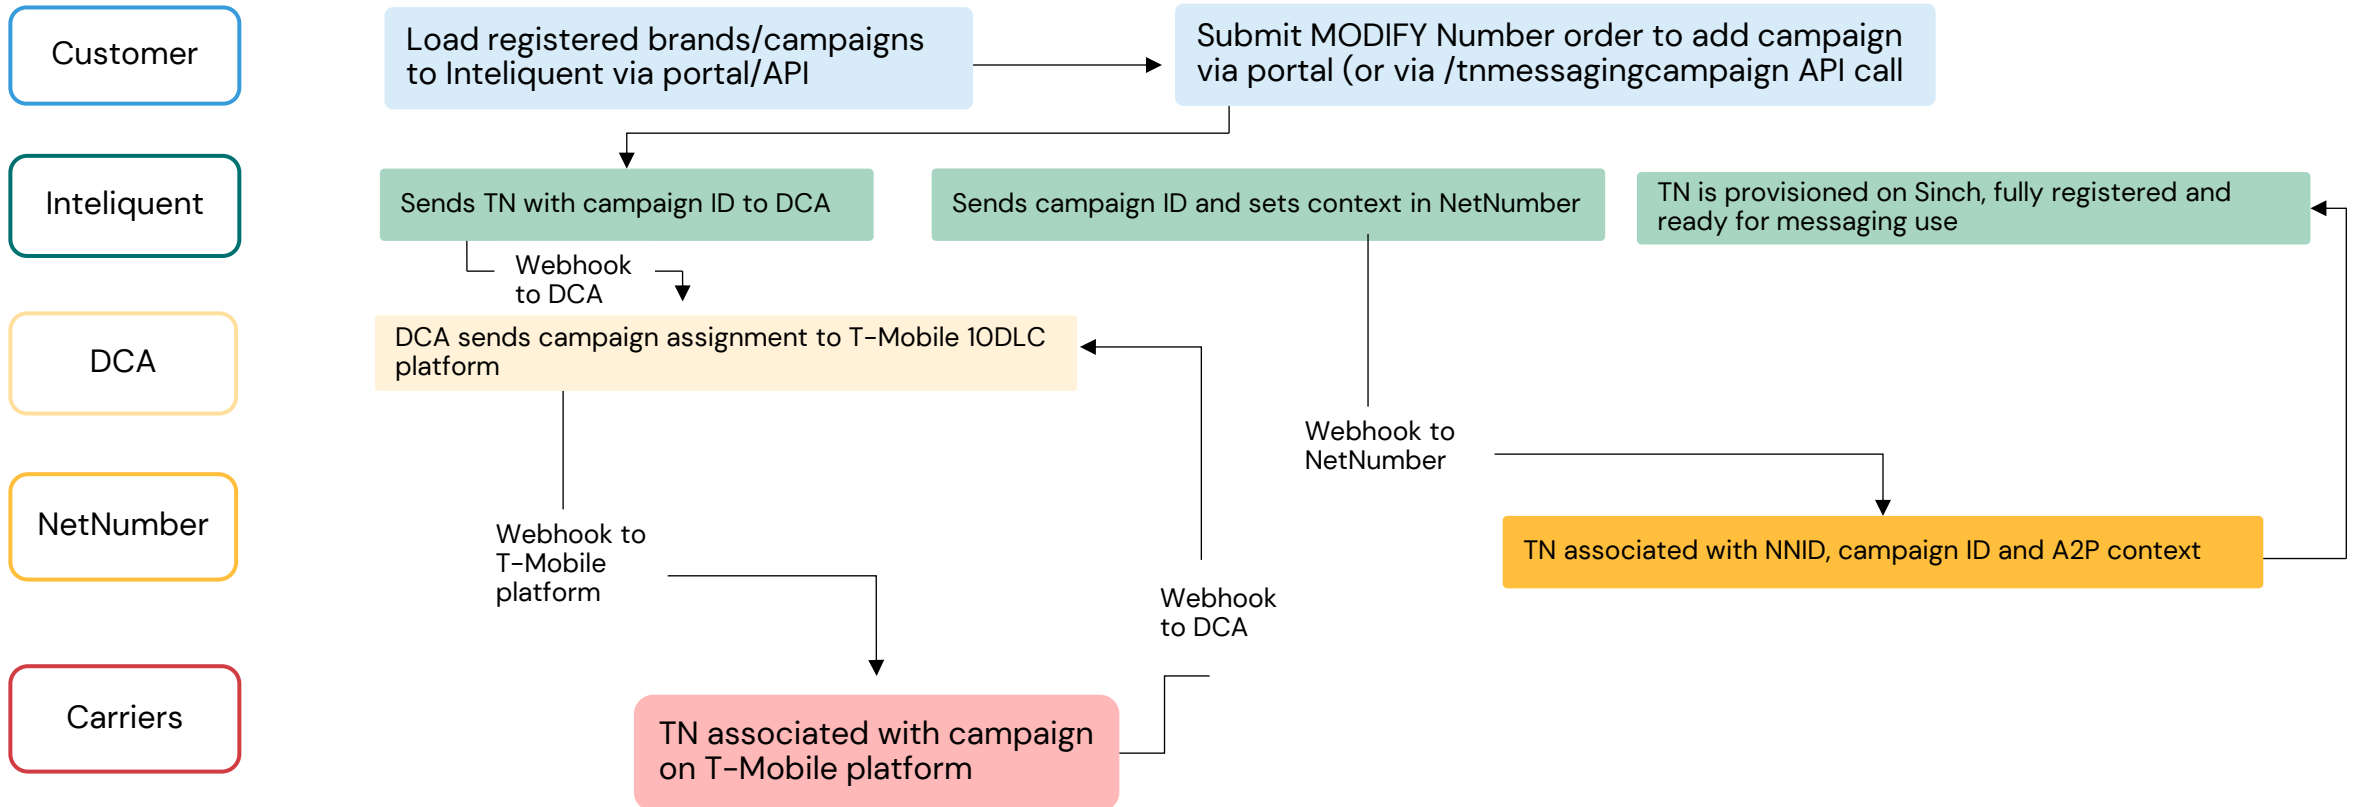 Customer
Load registered brands/campaigns
to Inteliquent via portal/API
Submit MODIFY Number order to add campaign
via portal (or via /tnmessagingcampaign API call
Inteliquent
Sends TN with campaign ID to DCA
Sends campaign ID and sets context in NetNumber
TN is provisioned on Sinch, fully registered and
ready for messaging use
Webhook
to DCA
DCA
DCA sends campaign assignment to T-Mobile 10DLC
platform
Webhook to
NetNumber
NetNumber
Webhook to
T-Mobile
platform
TN associated with NNID, campaign ID and A2P context
Webhook
to DCA
Carriers
TN associated with campaign
on T-Mobile platform